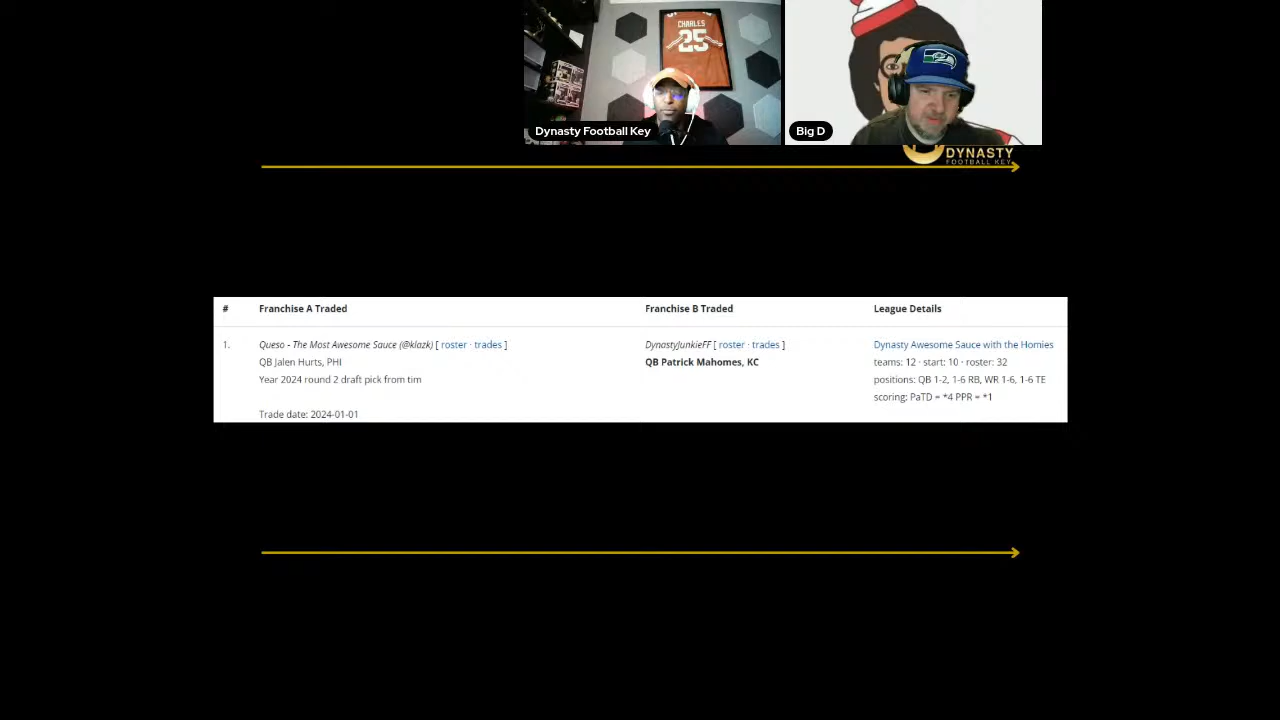 CHARLES
25
Dynasty Football Key
Big D
DYNASTY
FOOTBALL KEY
# Franchise A Traded Franchise B Traded League Details
1. Queso - The Most Awesome Sauce (@klazk) [ roster · trades ] DynastyJunkieFF [ roster · trades ] Dynasty Awesome Sauce with the Homies
QB Jalen Hurts, PHI QB Patrick Mahomes, KC teams: 12 · start: 10 · roster: 32
Year 2024 round 2 draft pick from tim positions: QB 1-2, 1-6 RB, WR 1-6, 1-6 TE
scoring: PaTD = *4 PPR = *1
Trade date: 2024-01-01